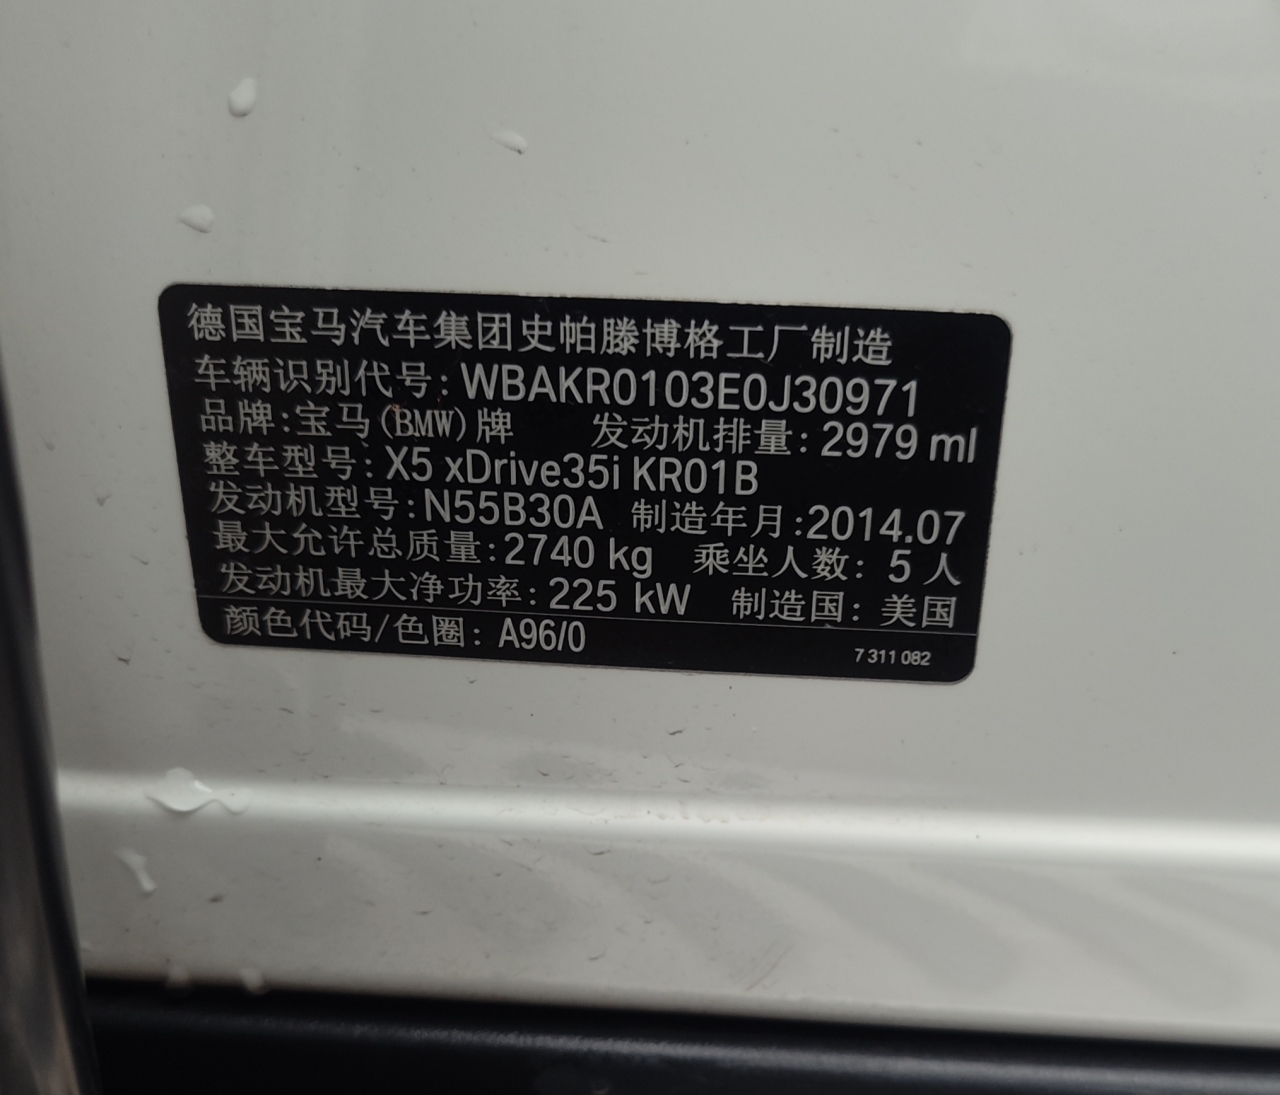 德国宝马汽车集团史帕滕博格工厂制造
车辆识别代号: WBAKR0103E0J30971
品牌:宝马(BMW)牌 发动机排量: 2979 ml
整车型号: X5 xDrive35i KR01B
发动机型号:N55B30A 制造年月:2014.07
最大允许总质量:2740 kg 乘坐人数: 5 人
发动机最大净功率: 225 kW 制造国: 美国
颜色代码/色圈: A96/0
7 311 082